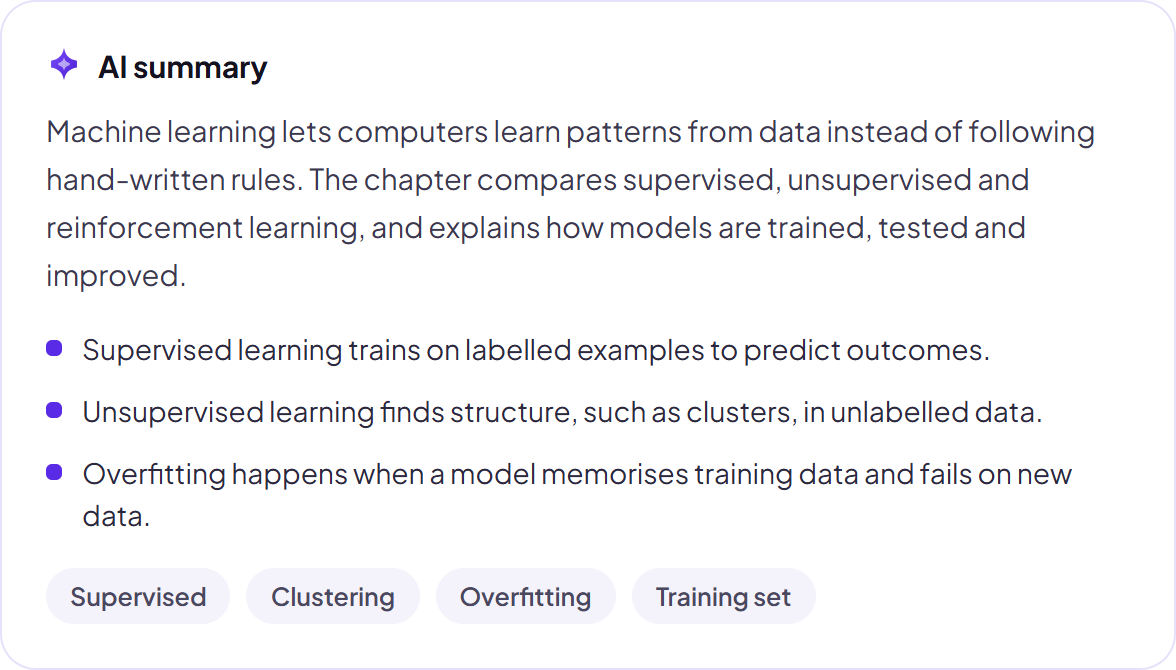 AI summary
Machine learning lets computers learn patterns from data instead of following
hand-written rules. The chapter compares supervised, unsupervised and
reinforcement learning, and explains how models are trained, tested and
improved.
Supervised learning trains on labelled examples to predict outcomes.
Unsupervised learning finds structure, such as clusters, in unlabelled data.
Overfitting happens when a model memorises training data and fails on new
data.
Supervised Clustering Overfitting Training set